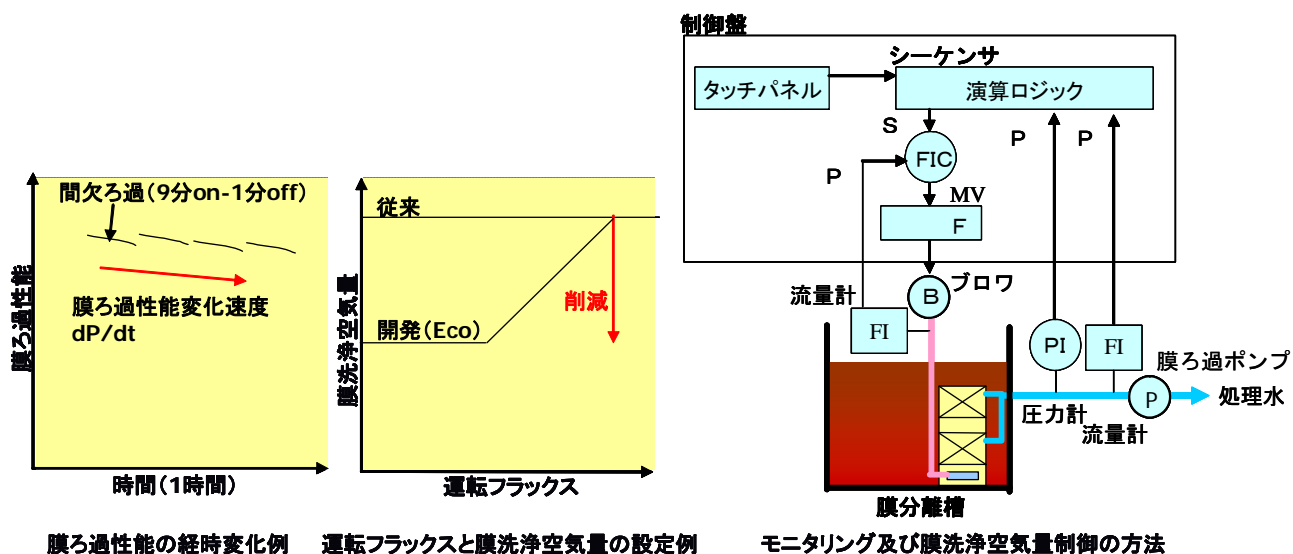 膜ろ過性能
間欠ろ過(9分on-1分off)
膜ろ過性能変化速度
dP/dt
時間(1時間)
膜ろ過性能の経時変化例
膜洗浄空気量
従来
開発(Eco)
削減
運転フラックス
運転フラックスと膜洗浄空気量の設定例
制御盤
シーケンサ
タッチパネル
演算ロジック
S
P
P
P
FIC
MV
F
ブロワ
B
流量計
FI
PI
FI
膜ろ過ポンプ
P
処理水
圧力計
流量計
膜分離槽
モニタリング及び膜洗浄空気量制御の方法